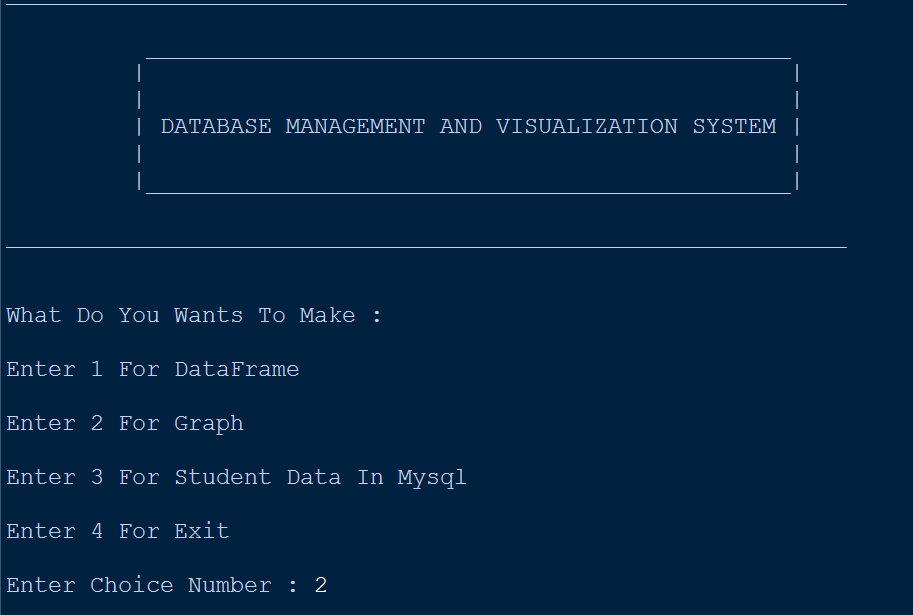 DATABASE MANAGEMENT AND VISUALIZATION SYSTEM
What Do You Wants To Make :
Enter 1 For DataFrame
Enter 2 For Graph
Enter 3 For Student Data In Mysql
Enter 4 For Exit
Enter Choice Number : 2